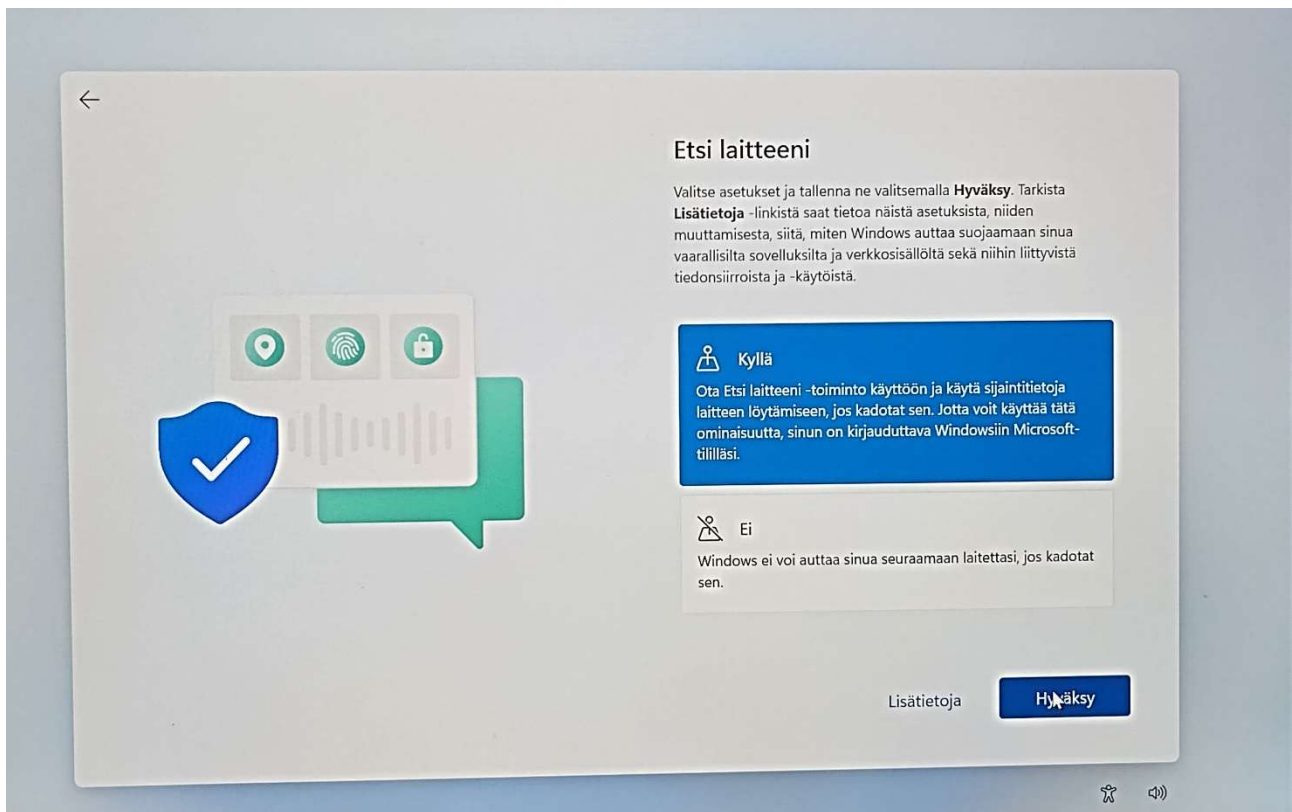 Etsi laitteeni
Valitse asetukset ja tallenna ne valitsemalla Hyväksy. Tarkista
Lisätietoja -linkistä saat tietoa näistä asetuksista, niiden
muuttamisesta, siitä, miten Windows auttaa suojaamaan sinua
vaarallisilta sovelluksilta ja verkkosisällöltä sekä niihin liittyvistä
tiedonsiirroista ja -käytöistä.
Kyllä
Ota Etsi laitteeni -toiminto käyttöön ja käytä sijaintitietoja
laitteen löytämiseen, jos kadotat sen. Jotta voit käyttää tätä
ominaisuutta, sinun on kirjauduttava Windowsiin Microsoft-
tililläsi.
Ei
Windows ei voi auttaa sinua seuraamaan laitettasi, jos kadotat
sen.
Lisätietoja
Hyväksy